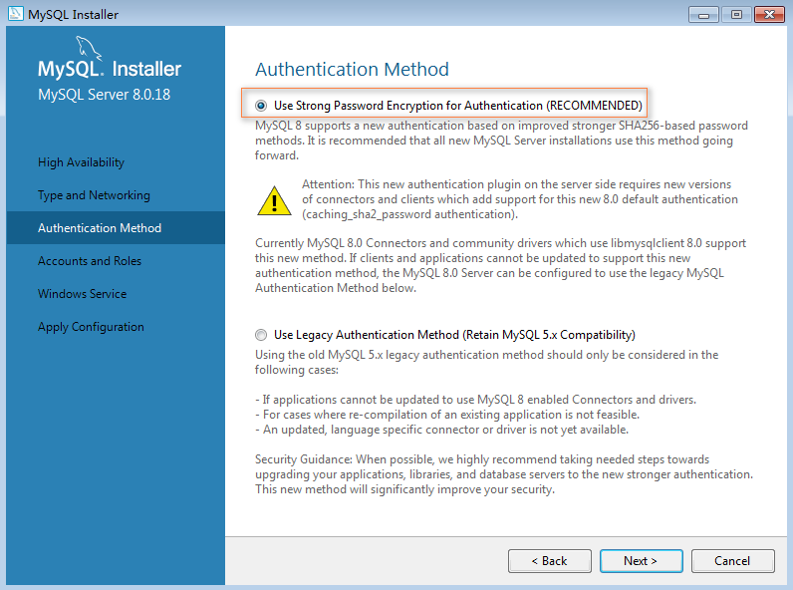 MySQL Installer
MySQL. Installer
MySQL Server 8.0.18
High Availability
Type and Networking
Authentication Method
Accounts and Roles
Windows Service
Apply Configuration
Authentication Method
Use Strong Password Encryption for Authentication (RECOMMENDED)
MySQL 8 supports a new authentication based on improved stronger SHA256-based password
methods. It is recommended that all new MySQL Server installations use this method going
forward.
Attention: This new authentication plugin on the server side requires new versions
of connectors and clients which add support for this new 8.0 default authentication
(caching_sha2_password authentication).
Currently MySQL 8.0 Connectors and community drivers which use libmysqlclient 8.0 support
this new method. If clients and applications cannot be updated to support this new
authentication method, the MySQL 8.0 Server can be configured to use the legacy MySQL
Authentication Method below.
Use Legacy Authentication Method (Retain MySQL 5.x Compatibility)
Using the old MySQL 5.x legacy authentication method should only be considered in the
following cases:
- If applications cannot be updated to use MySQL 8 enabled Connectors and drivers.
- For cases where re-compilation of an existing application is not feasible.
- An updated, language specific connector or driver is not yet available.
Security Guidance: When possible, we highly recommend taking needed steps towards
upgrading your applications, libraries, and database servers to the new stronger authentication.
This new method will significantly improve your security.
< Back
Next >
Cancel